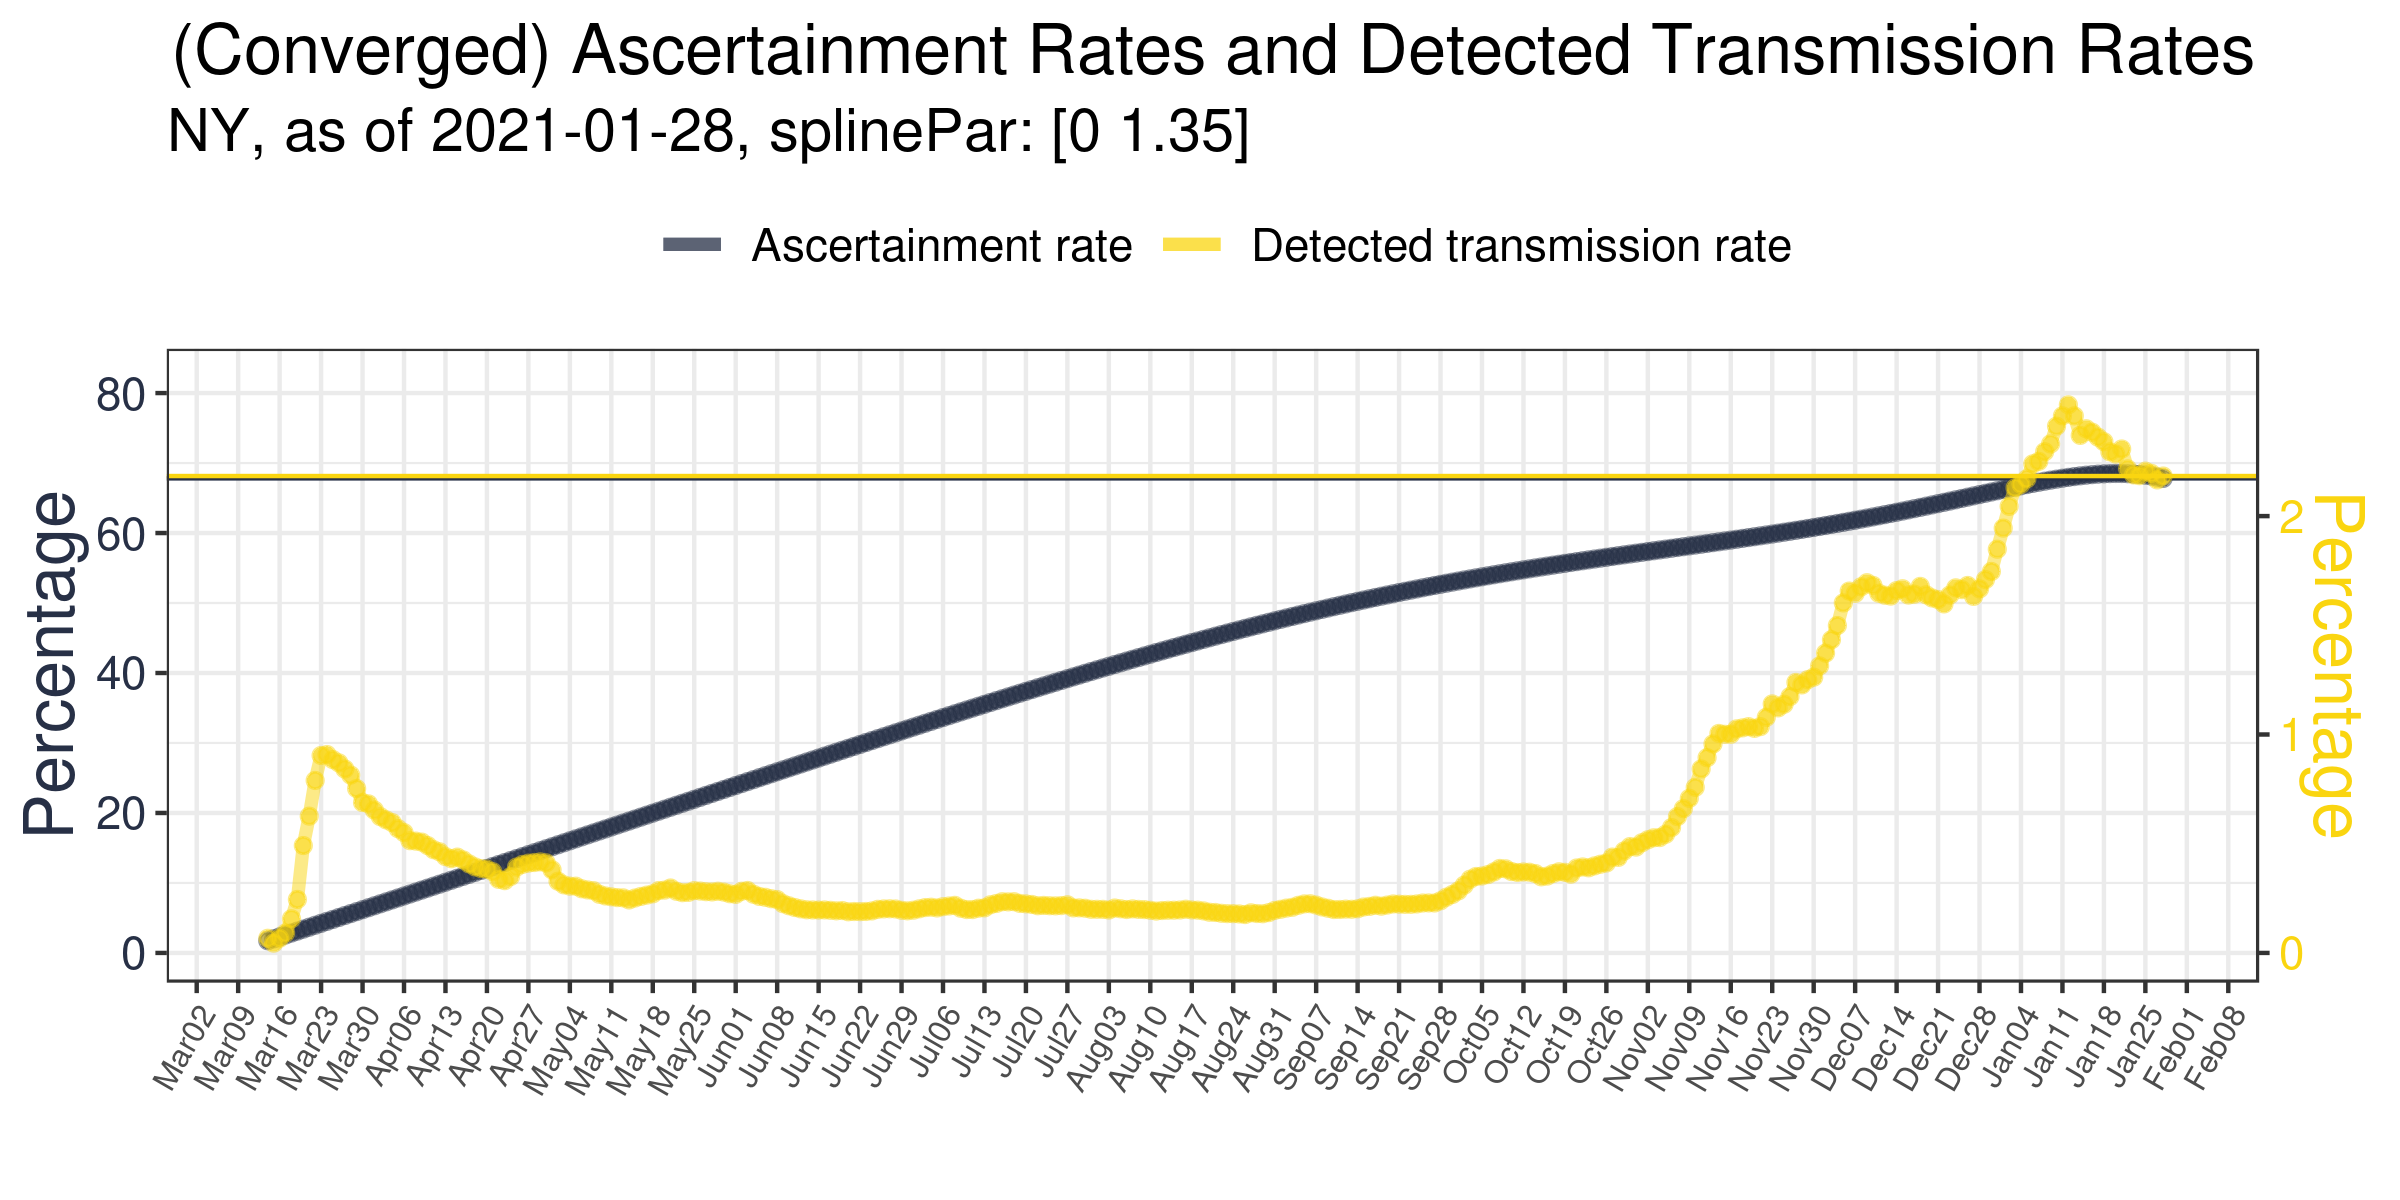 (Converged) Ascertainment Rates and Detected Transmission Rates
NY, as of 2021-01-28, splinePar: [0 1.35]
Ascertainment rate Detected transmission rate
Percentage
80
60
40
20
0
2
1
0
Percentage
Mar02 Mar09 Mar16 Mar23 Mar30 Apr06 Apr13 Apr20 Apr27 May04 May11 May18 May25 Jun01 Jun08 Jun15 Jun22 Jun29 Jul06 Jul13 Jul20 Jul27 Aug03 Aug10 Aug17 Aug24 Aug31 Sep07 Sep14 Sep21 Sep28 Oct05 Oct12 Oct19 Oct26 Nov02 Nov09 Nov16 Nov23 Nov30 Dec07 Dec14 Dec21 Dec28 Jan04 Jan11 Jan18 Jan25 Feb01 Feb08